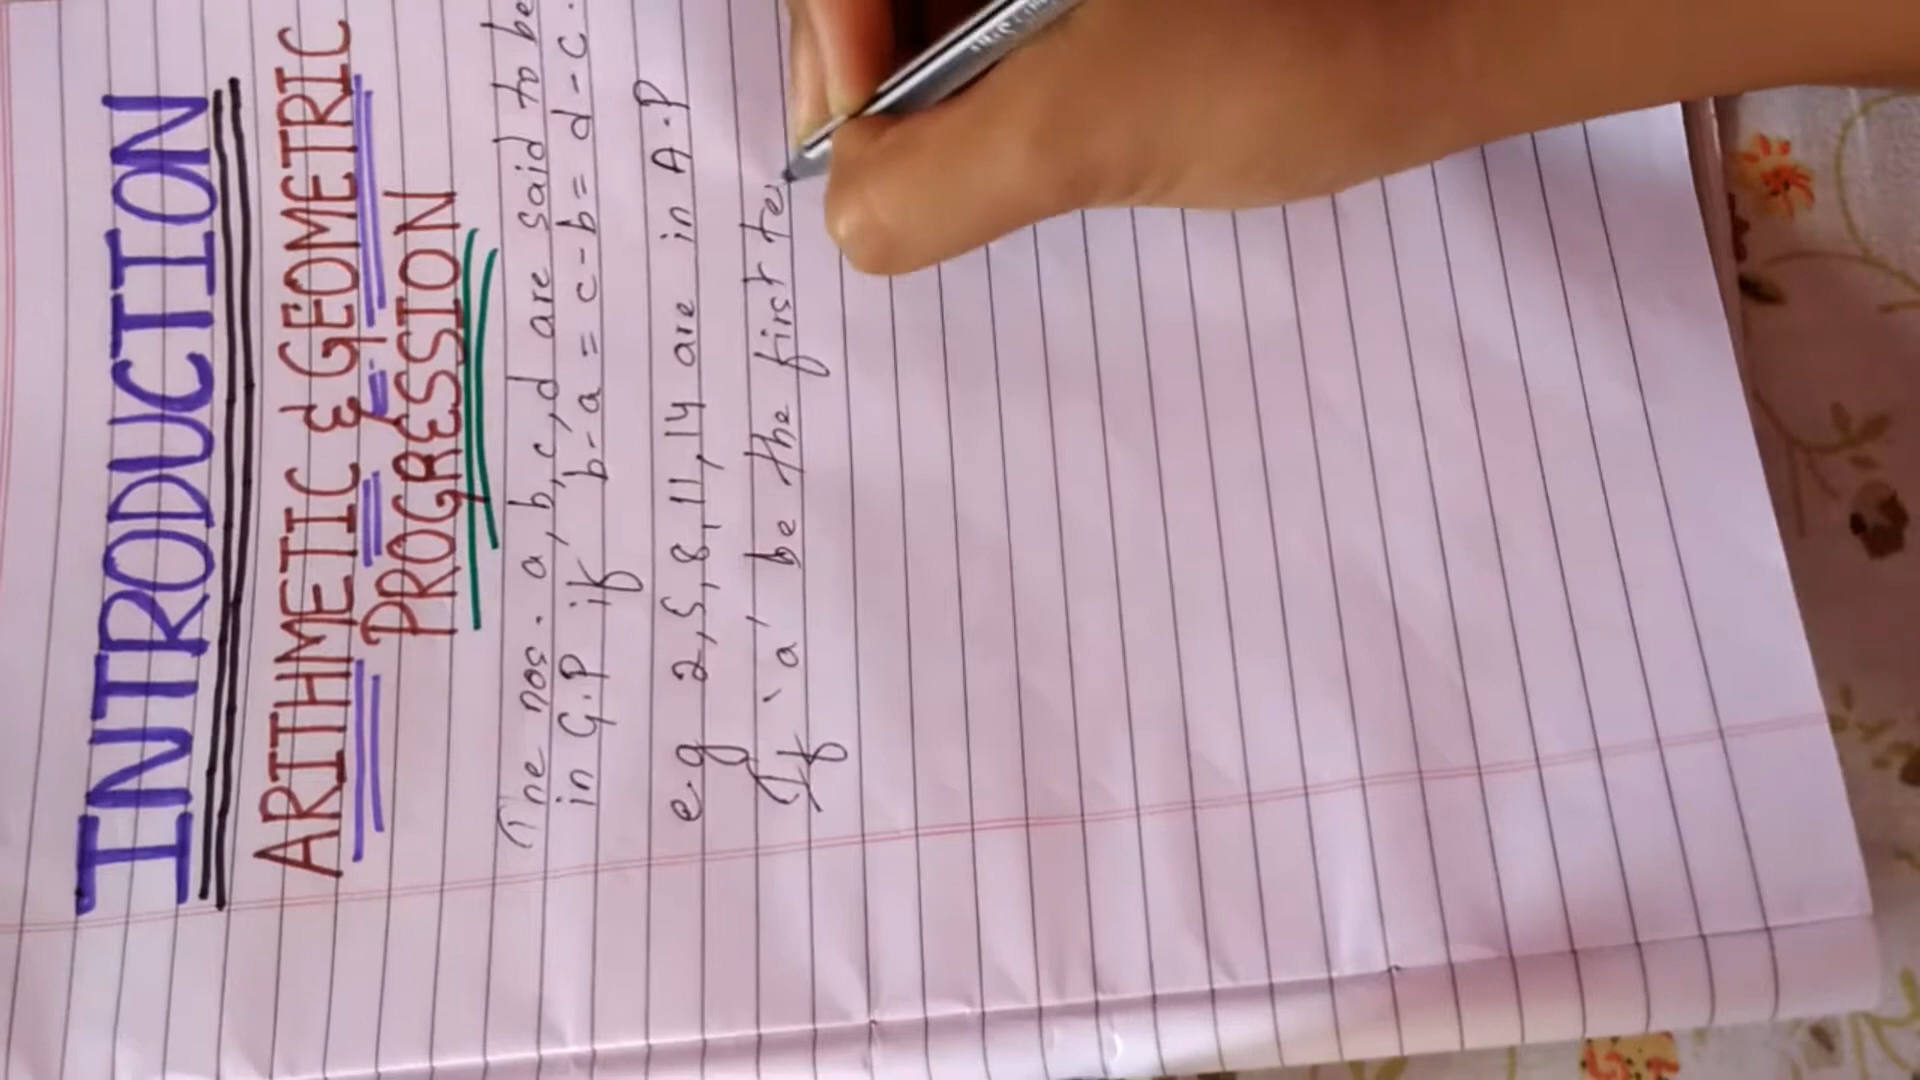 INTRODUCTION
ARITHMETIC & GEOMETRIC
PROGRESSION
The nos. a, b, c, d are said to be
in G.P if b-a = c-b = d-c.
e.g 2, 5, 8, 11, 14 are in A.P
If 'a' be the first te